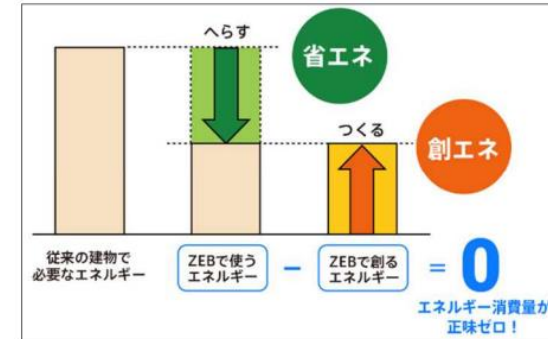 へらす
省エネ
つくる
創エネ
従来の建物で
必要なエネルギー
ZEBで使う
エネルギー
－
ZEBで創る
エネルギー
＝
0
エネルギー消費量が
正味ゼロ！